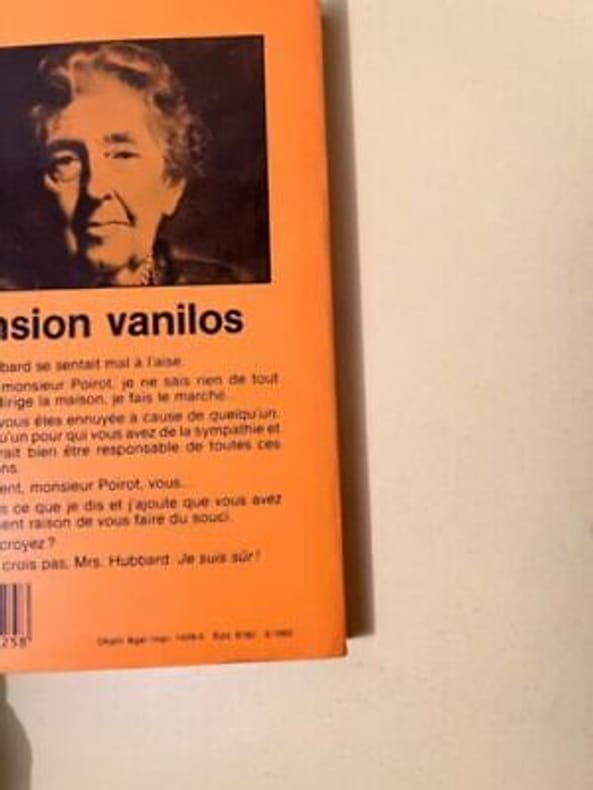 nsion vanilos
bbard se sentait mal à l'aise.
monsieur Poirot, je ne sais rien de tout
dirige la maison, je fais le marché...
vous êtes ennuyée à cause de quelqu'un.
u'un pour qui vous avez de la sympathie et
rait bien être responsable de toutes ces
ons.
ent, monsieur Poirot, vous...
s ce que je dis et j'ajoute que vous avez
ent raison de vous faire du souci.
croyez ?
crois pas, Mrs. Hubbard. Je suis sûr !
258
Dépôt légal